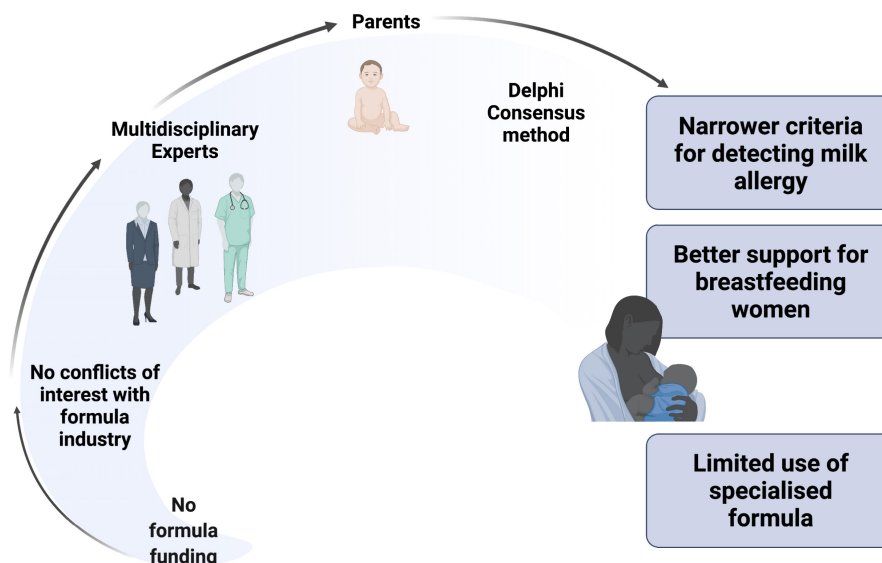 Parents
Delphi
Consensus
method
Multidisciplinary
Experts
No conflicts of
interest with
formula
industry
No
formula
funding
Narrower criteria
for detecting milk
allergy
Better support for
breastfeeding
women
Limited use of
specialised
formula